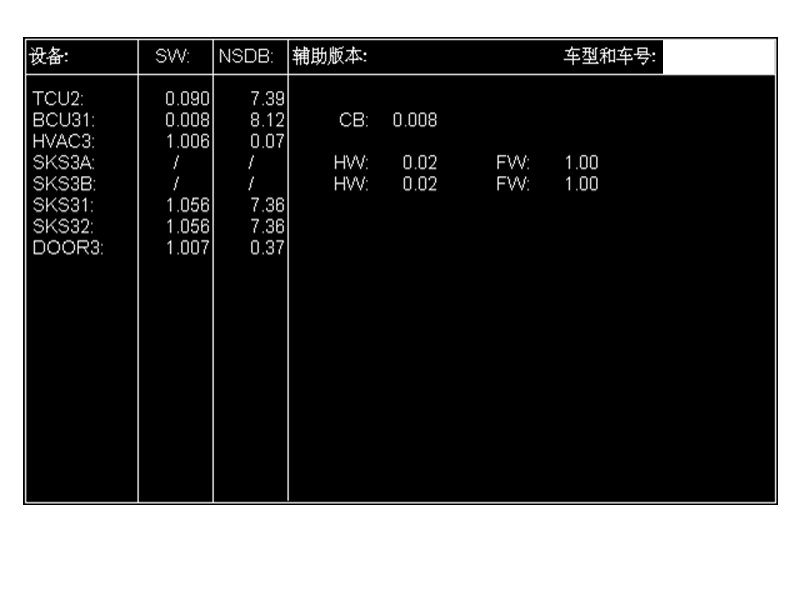 设备: SW: NSDB: 辅助版本: 车型和车号:
TCU2: 0.090 7.39
BCU31: 0.008 8.12 CB: 0.008
HVAC3: 1.006 0.07
SKS3A: / / HW: 0.02 FW: 1.00
SKS3B: / / HW: 0.02 FW: 1.00
SKS31: 1.056 7.36
SKS32: 1.056 7.36
DOOR3: 1.007 0.37